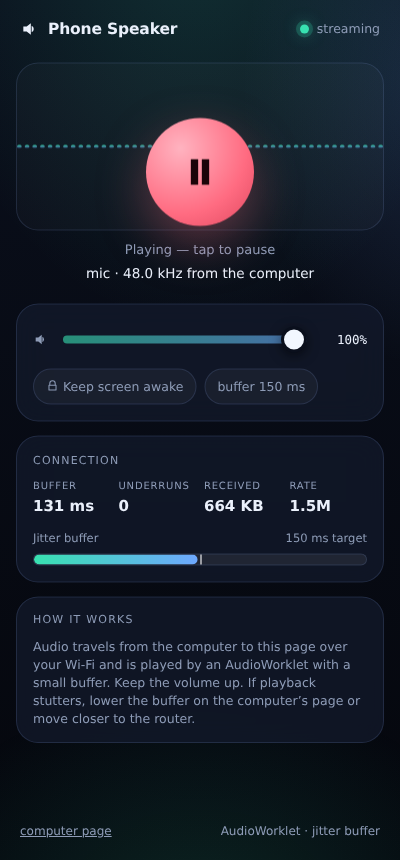 Phone Speaker
streaming
Playing — tap to pause
mic · 48.0 kHz from the computer
100%
Keep screen awake
buffer 150 ms
CONNECTION
BUFFER UNDERRUNS RECEIVED RATE
131 ms 0 664 KB 1.5M
Jitter buffer 150 ms target
HOW IT WORKS
Audio travels from the computer to this page over
your Wi-Fi and is played by an AudioWorklet with a
small buffer. Keep the volume up. If playback
stutters, lower the buffer on the computer’s page or
move closer to the router.
computer page
AudioWorklet · jitter buffer